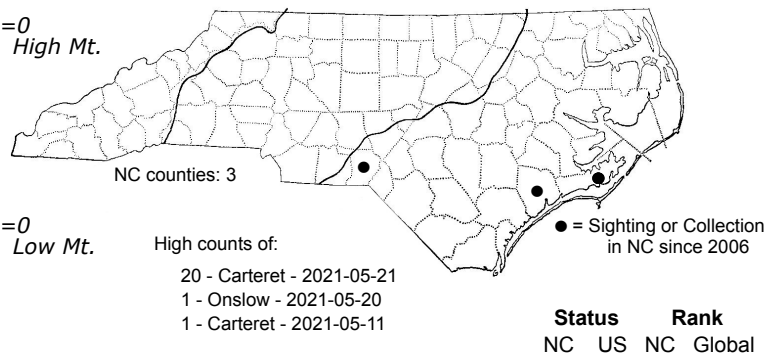 =0
High Mt.
NC counties: 3
=0
Low Mt.
High counts of:
20 - Carteret - 2021-05-21
1 - Onslow - 2021-05-20
1 - Carteret - 2021-05-11
● = Sighting or Collection
in NC since 2006
Status Rank
NC US NC Global